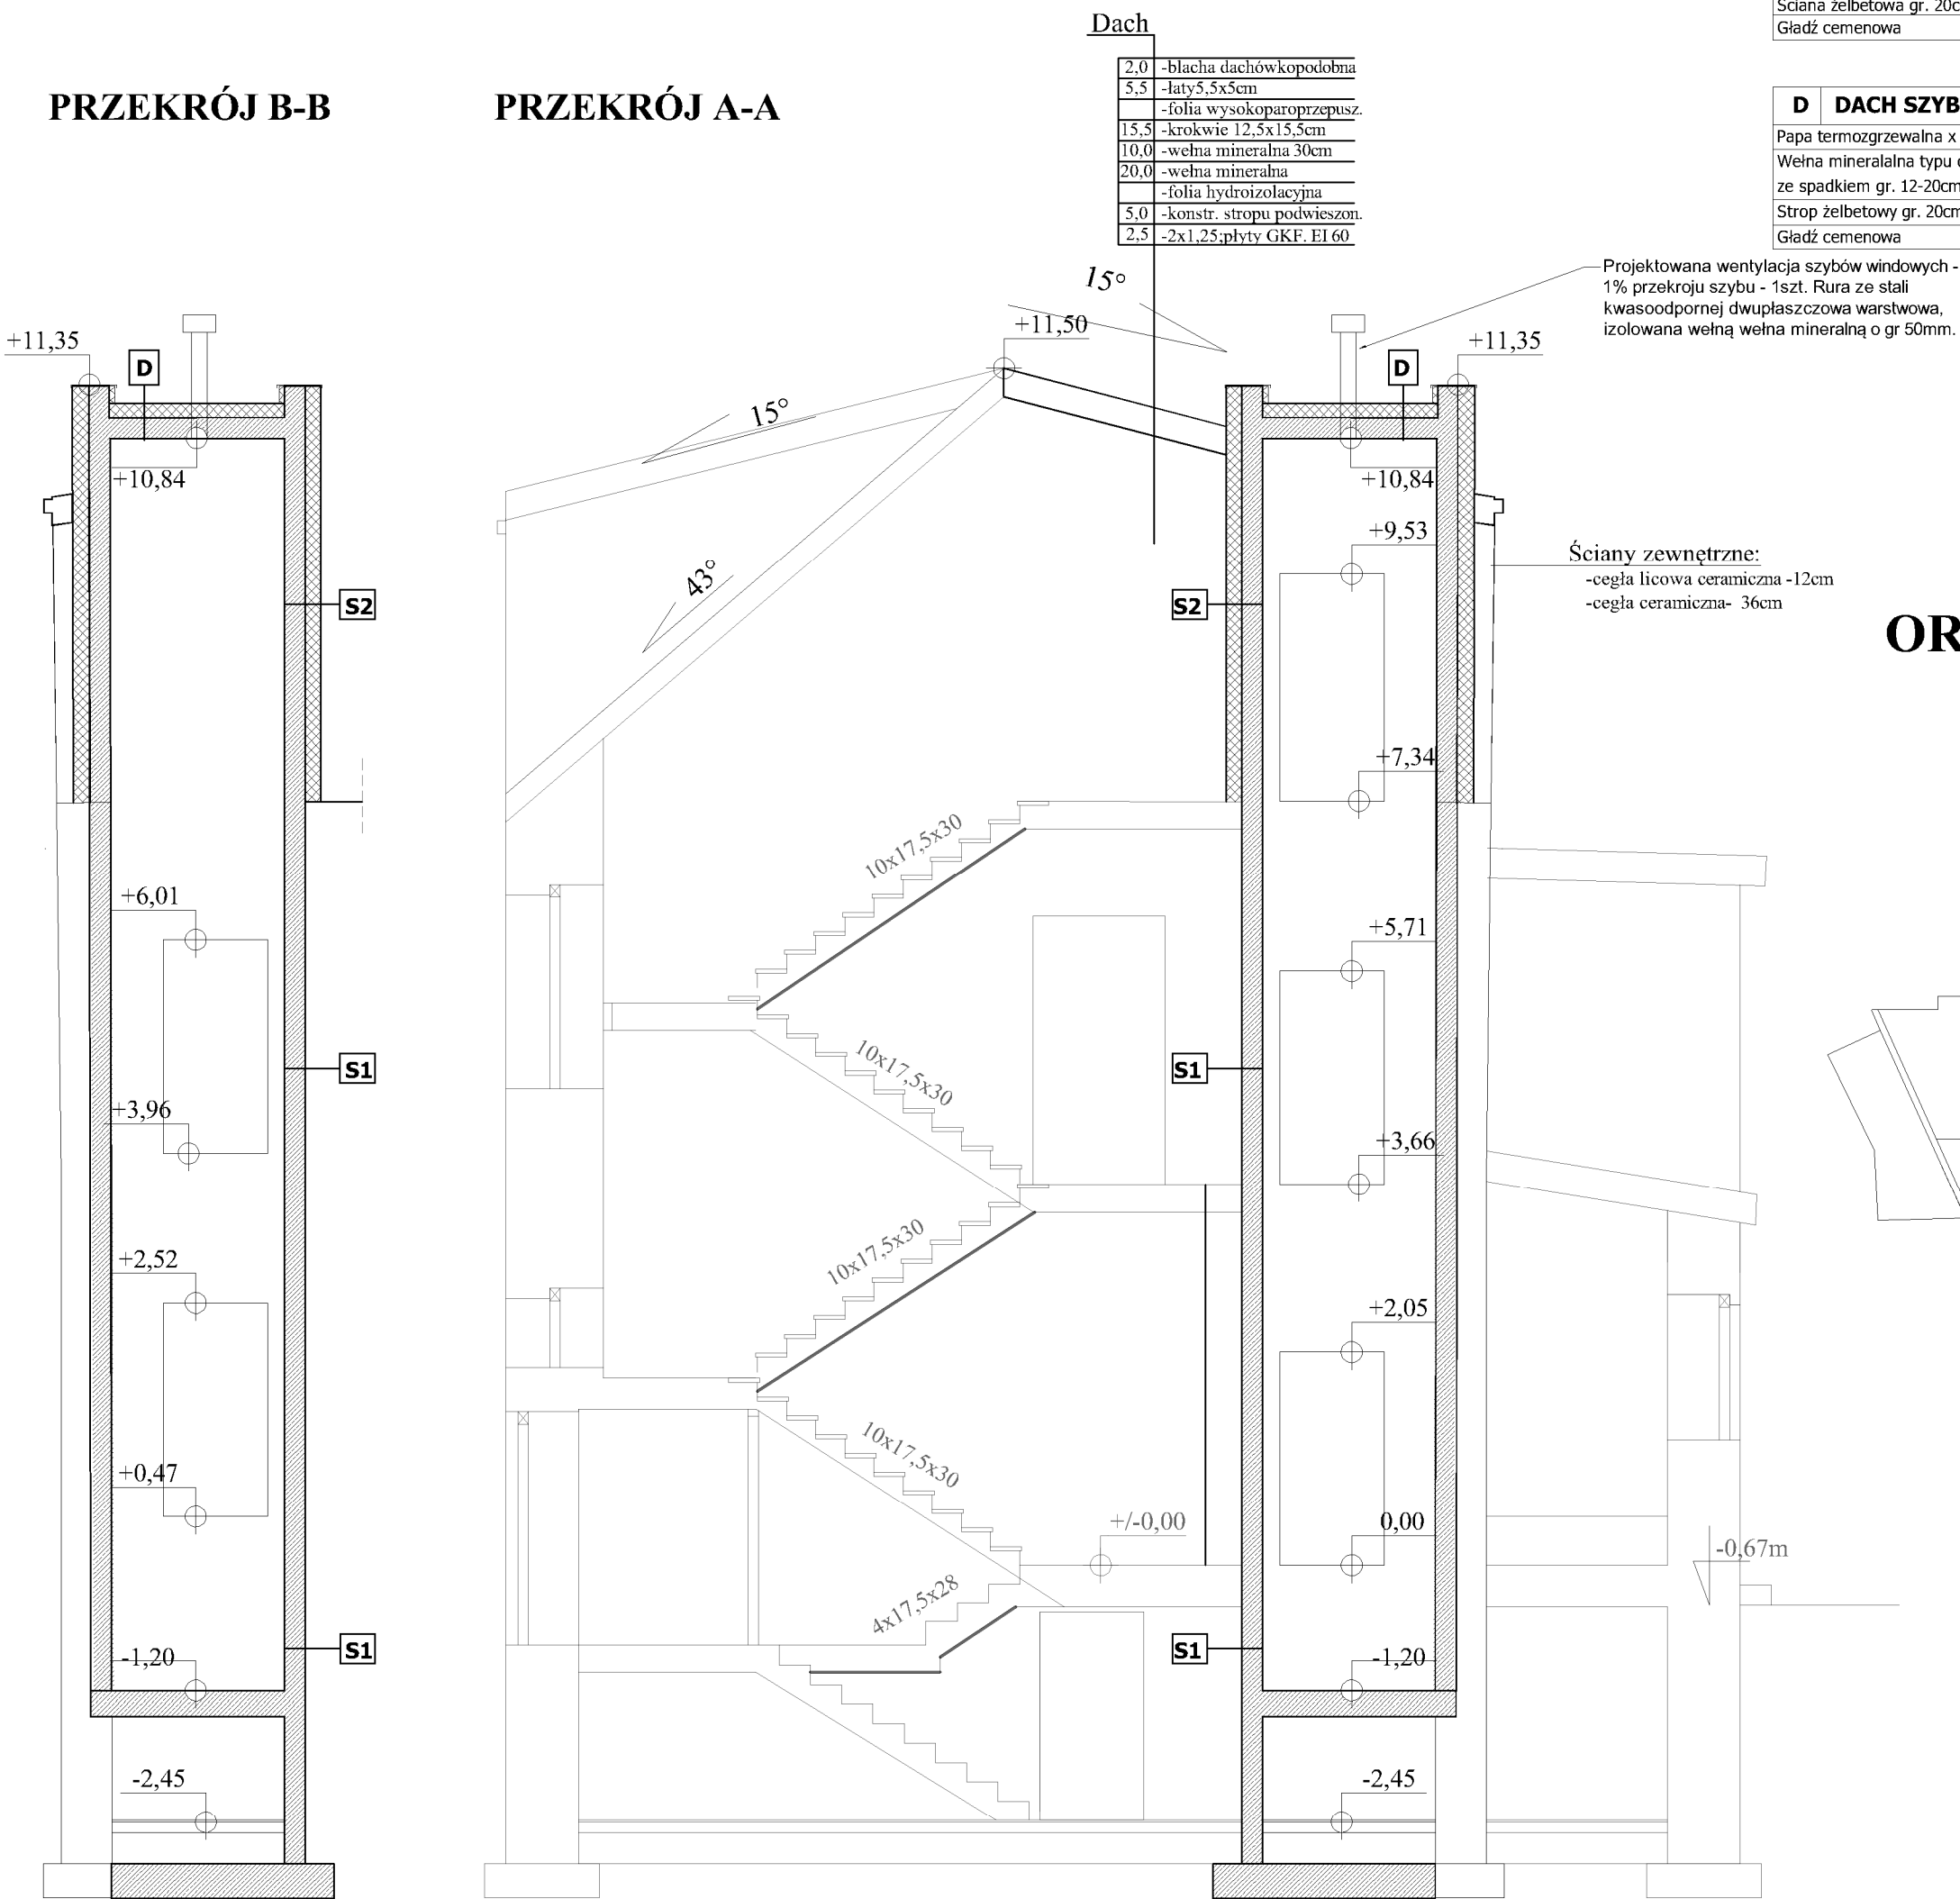 Ściana żelbetowa gr. 20c
Gładź cemenowa
Dach
2,0 -blacha dachówkopodobna
5,5 -łaty5,5x5cm
-folia wysokoparoprzepusz.
15,5 -krokwie 12,5x15,5cm
10,0 -wełna mineralna 30cm
20,0 -wełna mineralna
-folia hydroizolacyjna
5,0 -konstr. stropu podwieszon.
2,5 -2x1,25;płyty GKF. EI 60
PRZEKRÓJ B-B
PRZEKRÓJ A-A
D DACH SZYB
Papa termozgrzewalna x
Wełna mineralalna typu
ze spadkiem gr. 12-20cm
Strop żelbetowy gr. 20cm
Gładź cemenowa
Projektowana wentylacja szybów windowych -
1% przekroju szybu - 1szt. Rura ze stali
kwasoodpornej dwupłaszczowa warstwowa,
izolowana wełną wełna mineralną o gr 50mm.
+11,35
D
+10,84
S2
+6,01
S1
+3,96
+2,52
+0,47
S1
-1,20
-2,45
15°
+11,50
15°
43°
+11,35
D
+10,84
+9,53
S2
Ściany zewnętrzne:
-cegła licowa ceramiczna -12cm
-cegła ceramiczna- 36cm
OR
+7,34
10x17,5x30
+5,71
10x17,5x30
S1
+3,66
10x17,5x30
+2,05
10x17,5x30
+/-0,00
0,00
-0,67m
4x17,5x28
S1
-1,20
-2,45